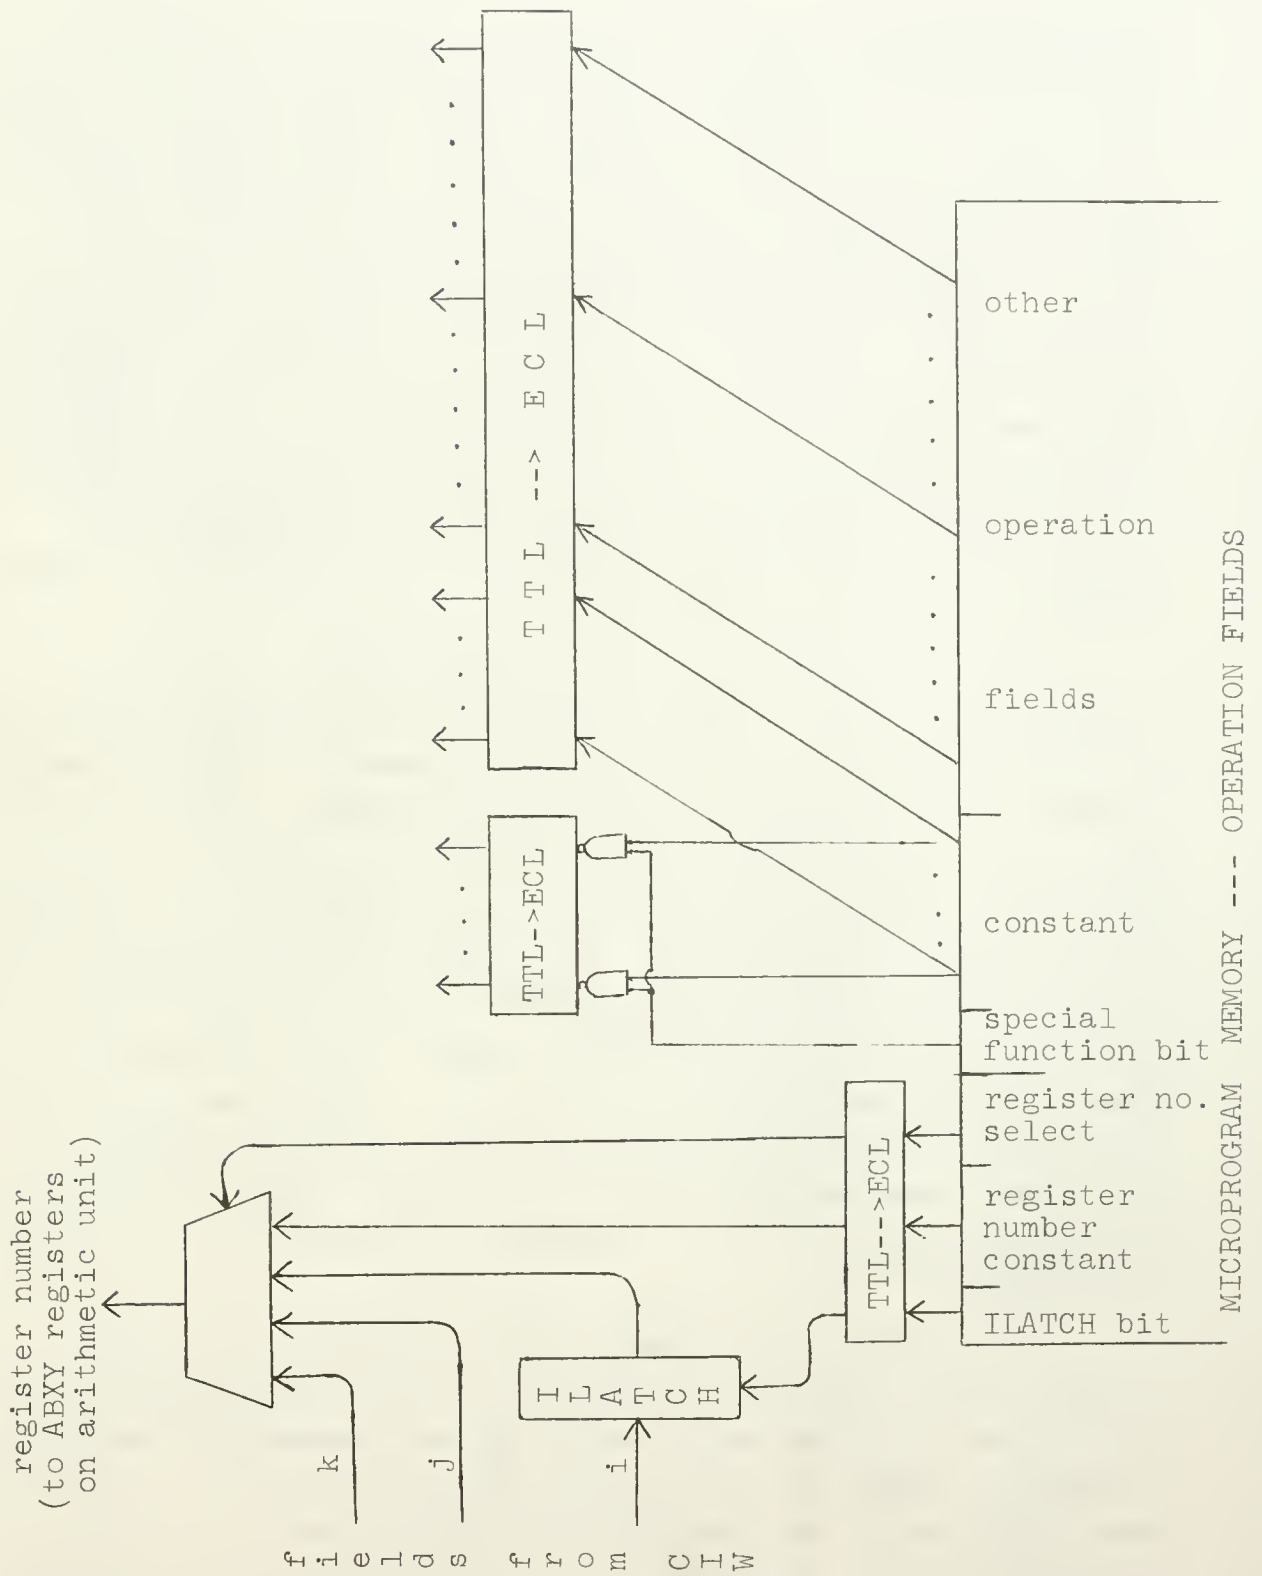 register number
(to ABXY registers
on arithmetic unit)
k
j
i
fields from CIW
ILATCH
TTL-->ECL
TTL->ECL
TTL --> ECL
ILATCH bit
register
number
constant
register no.
select
special
function bit
constant
fields
operation
other
MICROPROGRAM MEMORY --- OPERATION FIELDS